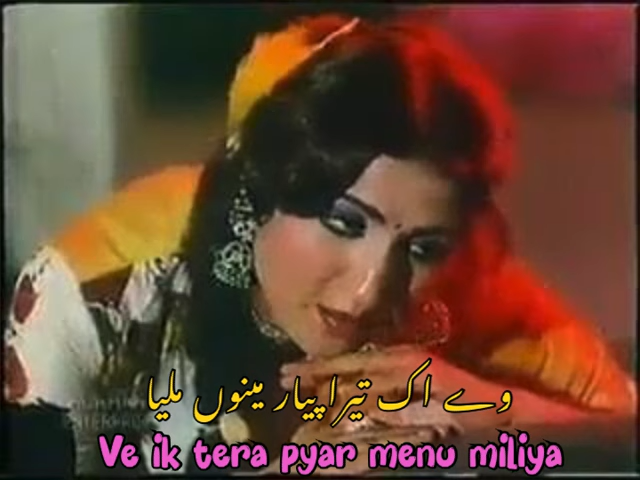 وے اک تیرا پیار مینوں ملیا
Ve ik tera pyar menu miliya